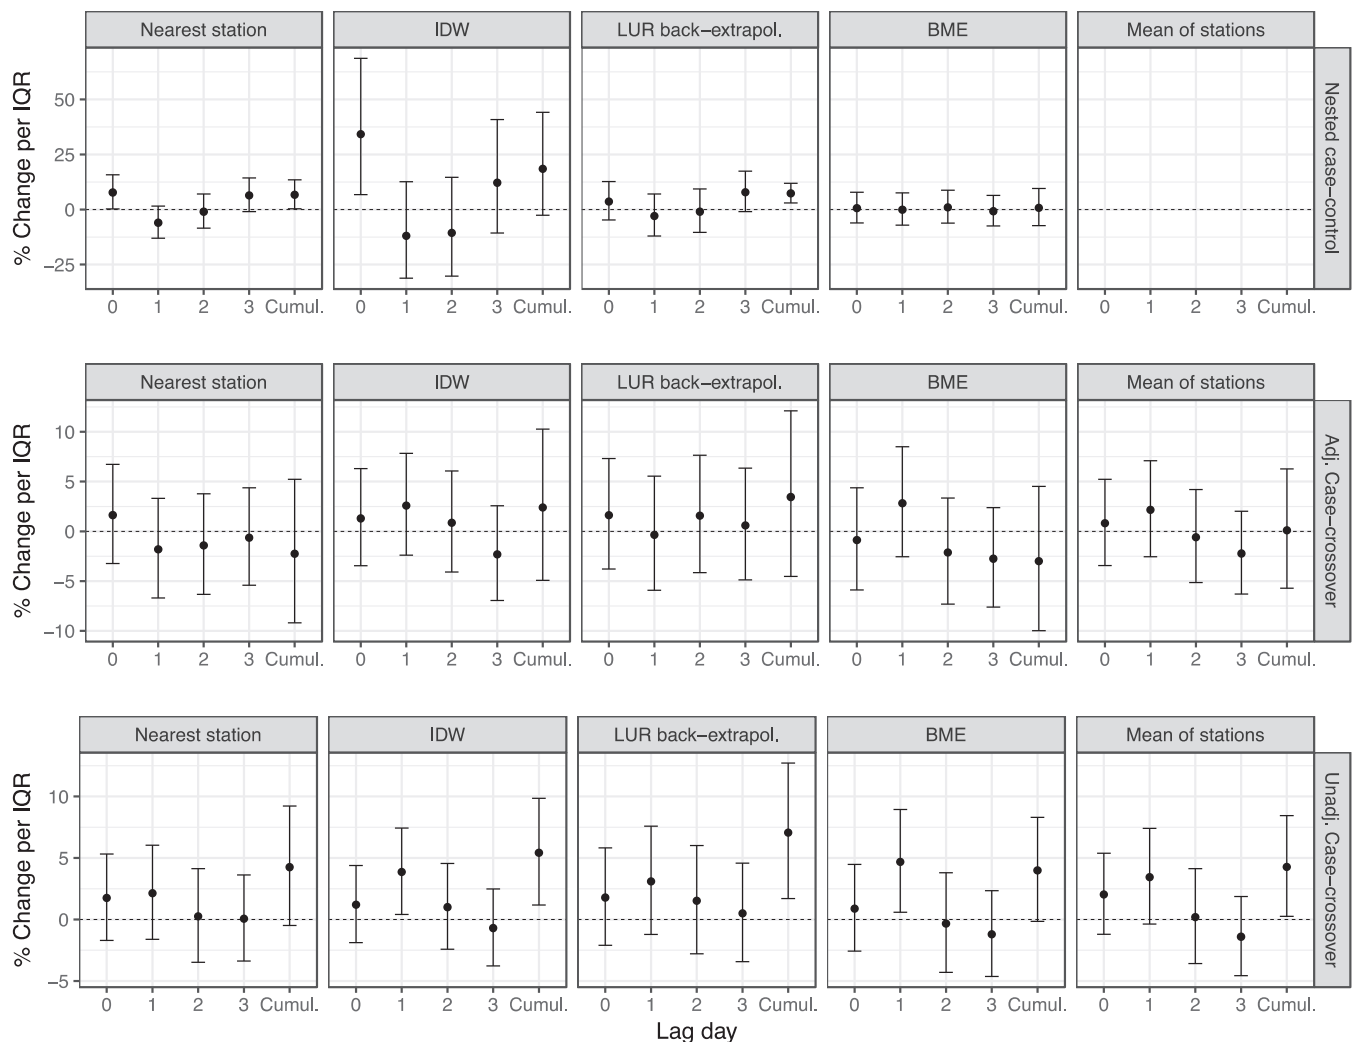 Nearest station IDW LUR back−extrapol. BME Mean of stations
% Change per IQR
50
25
0
−25
Nested case−control
0 1 2 3 Cumul. 0 1 2 3 Cumul. 0 1 2 3 Cumul. 0 1 2 3 Cumul. 0 1 2 3 Cumul.
Nearest station IDW LUR back−extrapol. BME Mean of stations
% Change per IQR
10
5
0
−5
−10
Adj. Case−crossover
0 1 2 3 Cumul. 0 1 2 3 Cumul. 0 1 2 3 Cumul. 0 1 2 3 Cumul. 0 1 2 3 Cumul.
Nearest station IDW LUR back−extrapol. BME Mean of stations
% Change per IQR
10
5
0
−5
Unadj. Case−crossover
0 1 2 3 Cumul. 0 1 2 3 Cumul. 0 1 2 3 Cumul. 0 1 2 3 Cumul. 0 1 2 3 Cumul.
Lag day